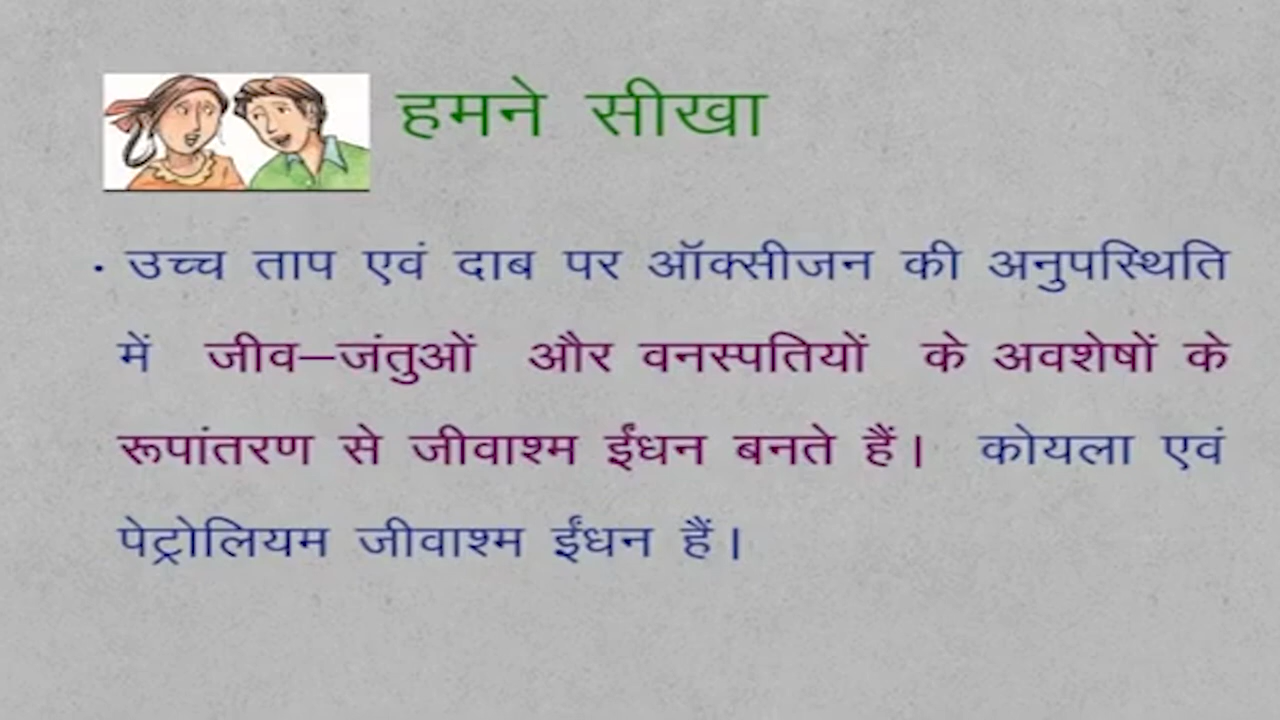 हमने सीखा
· उच्च ताप एवं दाब पर ऑक्सीजन की अनुपस्थिति
में जीव–जंतुओं और वनस्पतियों के अवशेषों के
रूपांतरण से जीवाश्म ईंधन बनते हैं। कोयला एवं
पेट्रोलियम जीवाश्म ईंधन हैं।